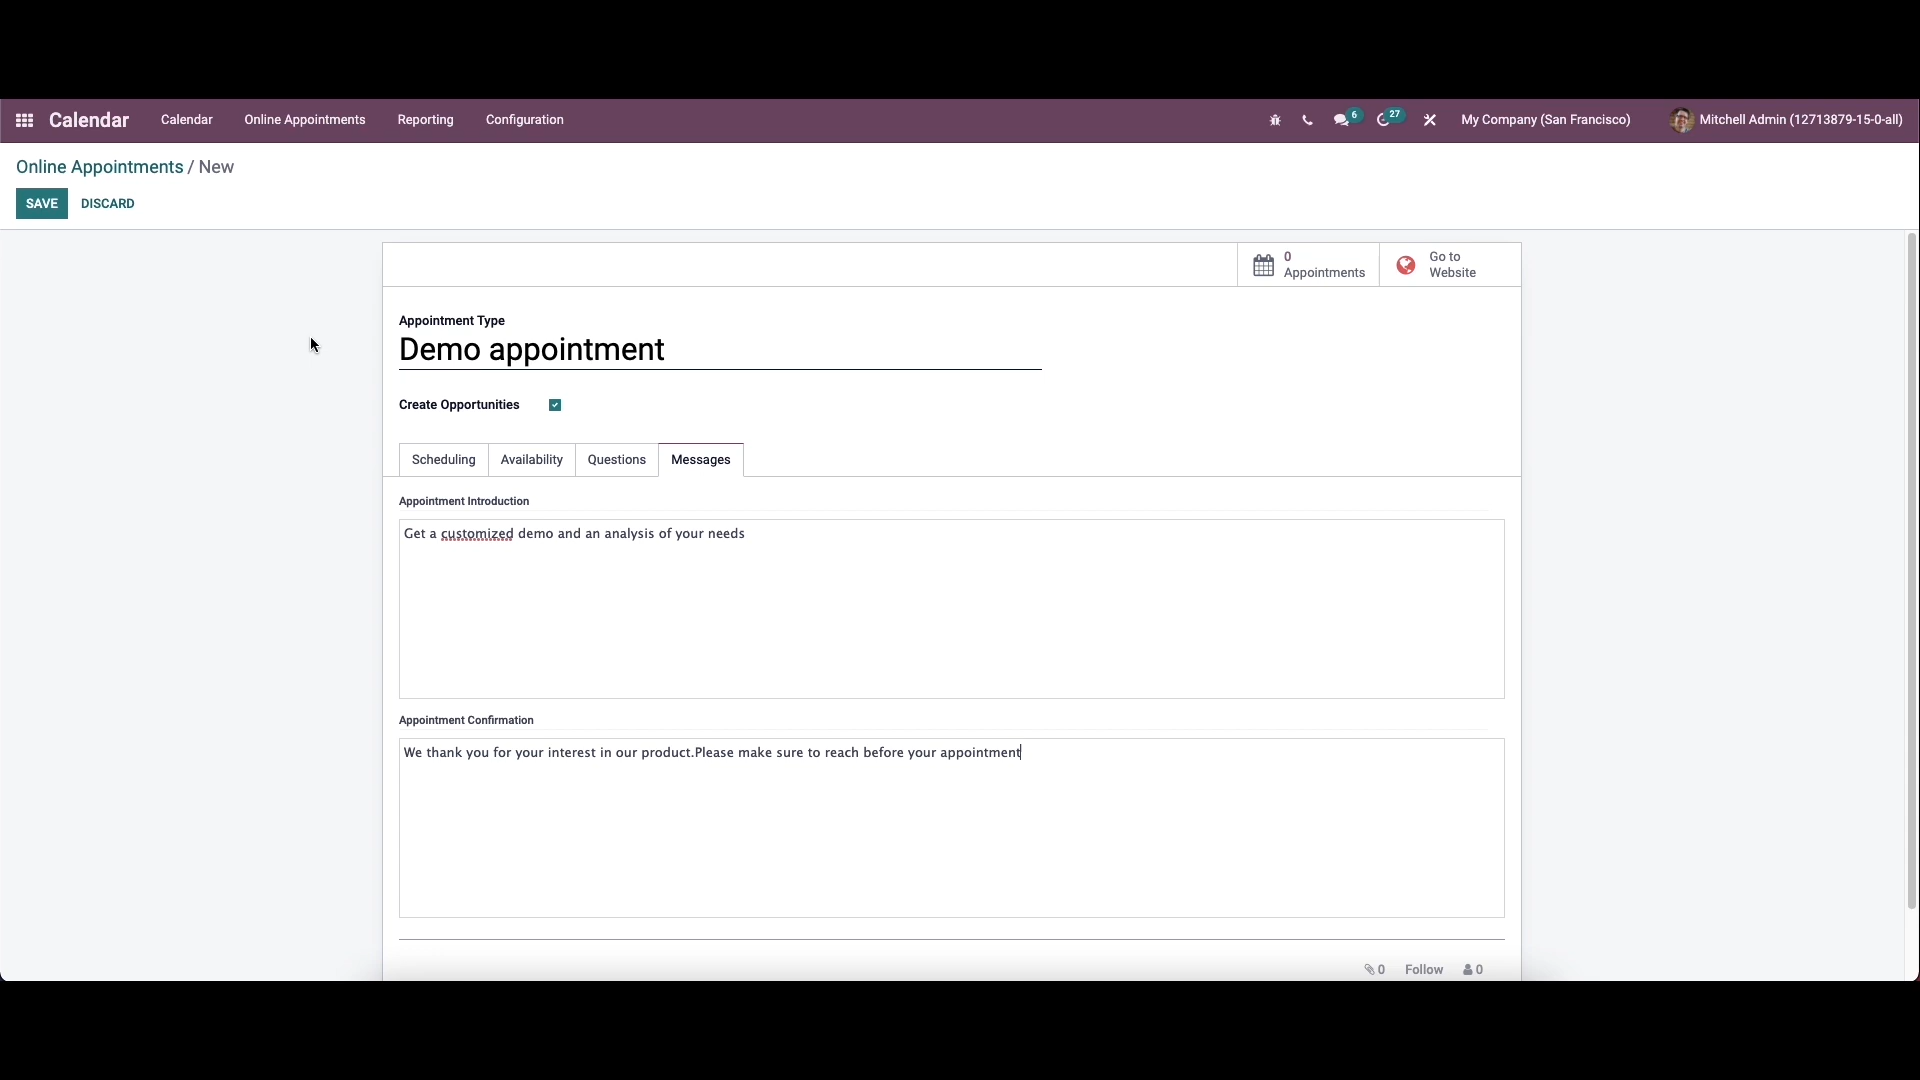 Calendar Calendar Online Appointments Reporting Configuration 6 27 My Company (San Francisco) Mitchell Admin (12713879-15-0-all)
Online Appointments / New
SAVE DISCARD
0 Appointments
Go to Website
Appointment Type
Demo appointment
Create Opportunities
Scheduling Availability Questions Messages
Appointment Introduction
Get a customized demo and an analysis of your needs
Appointment Confirmation
We thank you for your interest in our product.Please make sure to reach before your appointment
0 Follow 0